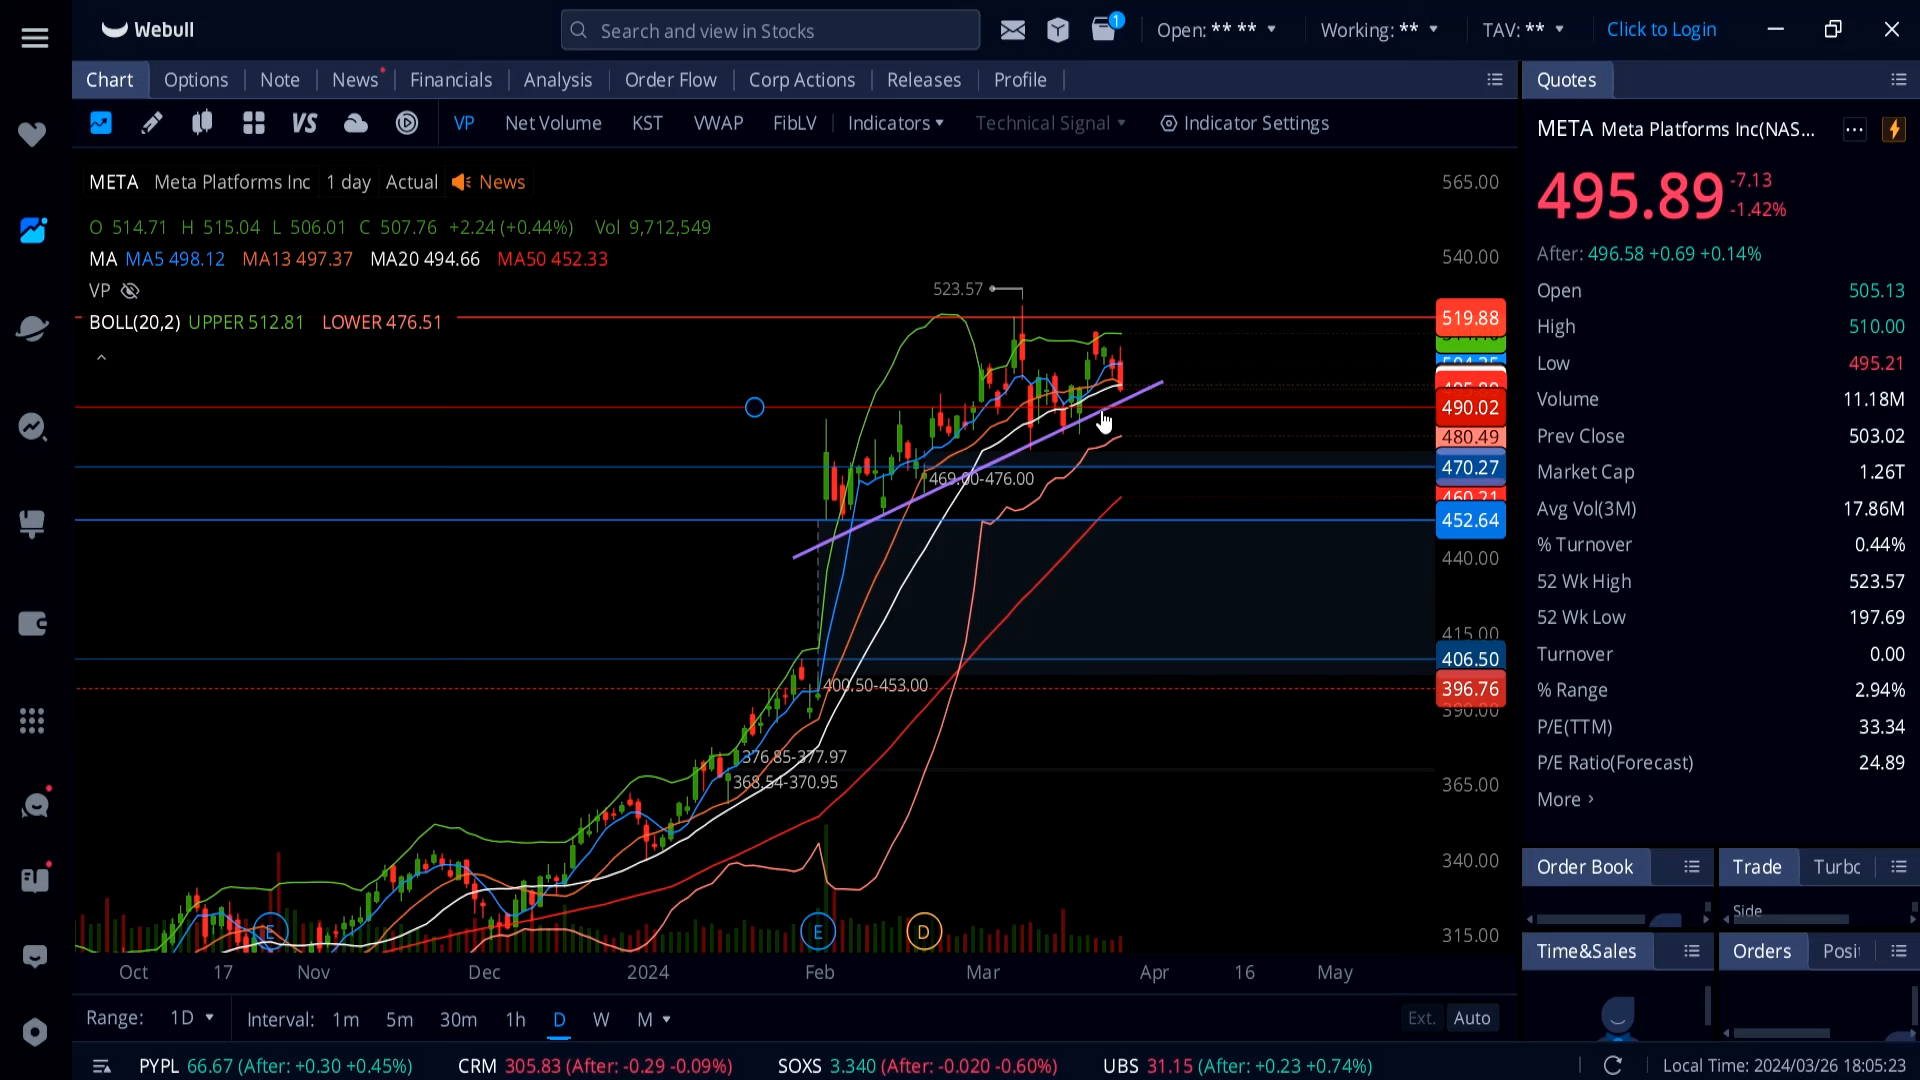 Webull
Search and view in Stocks
1
Open: ** **
Working: **
TAV: **
Click to Login
Chart
Options
Note
News
Financials
Analysis
Order Flow
Corp Actions
Releases
Profile
Quotes
VS
VP
Net Volume
KST
VWAP
FibLV
Indicators
Technical Signal
Indicator Settings
META Meta Platforms Inc(NAS...
META Meta Platforms Inc 1 day Actual News
565.00
495.89
-7.13
-1.42%
O 514.71 H 515.04 L 506.01 C 507.76 +2.24 (+0.44%) Vol 9,712,549
MA MA5 498.12 MA13 497.37 MA20 494.66 MA50 452.33
540.00
After: 496.58 +0.69 +0.14%
VP
523.57
BOLL(20,2) UPPER 512.81 LOWER 476.51
519.88
490.02
480.49
470.27
469.00-476.00
460.21
452.64
440.00
415.00
406.50
400.50-453.00
396.76
390.00
376.85-377.97
368.54-370.95
365.00
340.00
315.00
E
E
D
Oct 17 Nov Dec 2024 Feb Mar Apr 16 May
Open 505.13
High 510.00
Low 495.21
Volume 11.18M
Prev Close 503.02
Market Cap 1.26T
Avg Vol(3M) 17.86M
% Turnover 0.44%
52 Wk High 523.57
52 Wk Low 197.69
Turnover 0.00
% Range 2.94%
P/E(TTM) 33.34
P/E Ratio(Forecast) 24.89
More
Order Book
Trade
Side
Time&Sales
Orders
Range: 1D
Interval: 1m 5m 30m 1h D W M
Ext.
Auto
PYPL 66.67 (After: +0.30 +0.45%)
CRM 305.83 (After: -0.29 -0.09%)
SOXS 3.340 (After: -0.020 -0.60%)
UBS 31.15 (After: +0.23 +0.74%)
Local Time: 2024/03/26 18:05:23